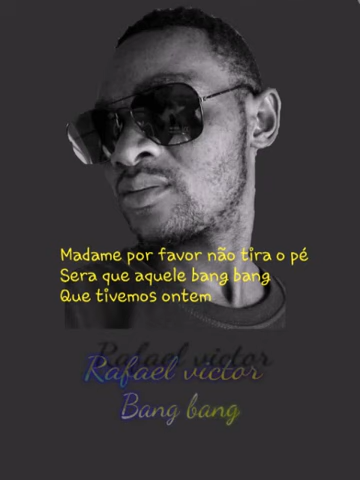 Madame por favor não tira o pé
Sera que aquele bang bang
Que tivemos ontem
Rafael victor
Rafael victor
Bang bang